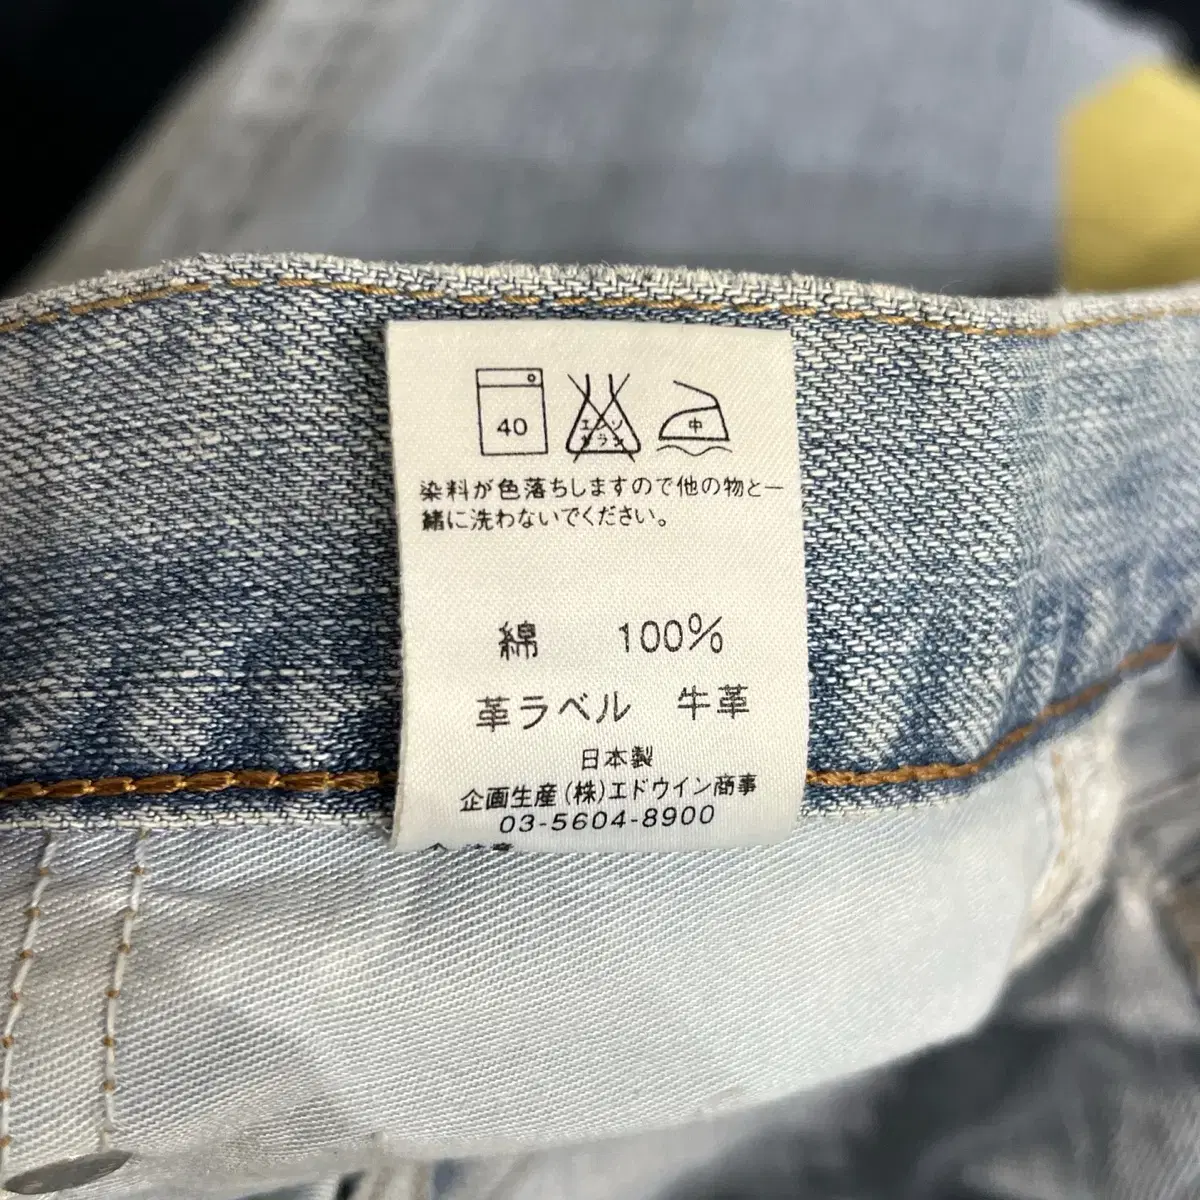 40
エンソ
サラシ
中
染料が色落ちしますので他の物と一
緒に洗わないでください。
綿 100%
革ラベル 牛革
日本製
企画生産(株)エドウイン商事
03-5604-8900